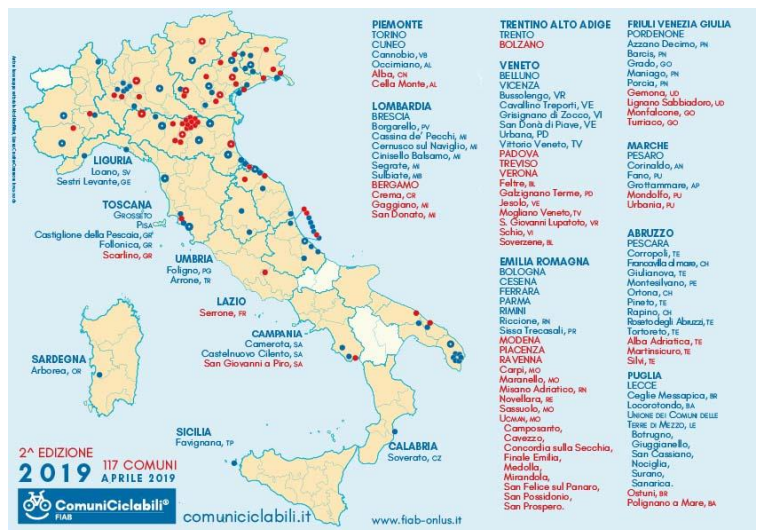 PIEMONTE
TORINO
CUNEO
Cannobio, VB
Occimiano, AL
Alba, CN
Cella Monte, AL
LOMBARDIA
BRESCIA
Borgarello, PV
Cassina de' Pecchi, MI
Cernusco sul Naviglio, MI
Cinisello Balsamo, MI
Segrate, MI
Sulbiate, MB
BERGAMO
Crema, CR
Gaggiano, MI
San Donato, MI
TRENTINO ALTO ADIGE
TRENTO
BOLZANO
VENETO
BELLUNO
VICENZA
Bussolengo, VR
Cavallino Treporti, VE
Grisignano di Zocco, VI
San Donà di Piave, VE
Urbana, PD
Vittorio Veneto, TV
PADOVA
TREVISO
VERONA
Feltre, BL
Galzignano Terme, PD
Jesolo, VE
Mogliano Veneto, TV
S. Giovanni Lupatoto, VR
Schio, VI
Soverzene, BL
EMILIA ROMAGNA
BOLOGNA
CESENA
FERRARA
PARMA
RIMINI
Riccione, RN
Sissa Trecasali, PR
MODENA
PIACENZA
RAVENNA
Carpi, MO
Maranello, MO
Misano Adriatico, RN
Novellara, RE
Sassuolo, MO
UCMAN, MO
Camposanto,
Cavezzo,
Concordia sulla Secchia,
Finale Emilia,
Medolla,
Mirandola,
San Felice sul Panaro,
San Possidonio,
San Prospero.
FRIULI VENEZIA GIULIA
PORDENONE
Azzano Decimo, PN
Barcis, PN
Grado, GO
Maniago, PN
Porcia, PN
Gemona, UD
Lignano Sabbiadoro, UD
Monfalcone, GO
Turriaco, GO
MARCHE
PESARO
Corinaldo, AN
Fano, PU
Grottammare, AP
Mondolfo, PU
Urbania, PU
ABRUZZO
PESCARA
Corropoli, TE
Francavilla al mare, CH
Giulianova, TE
Montesilvano, PE
Ortona, CH
Pineto, TE
Rapino, CH
Roseto degli Abruzzi, TE
Tortoreto, TE
Alba Adriatica, TE
Martinsicuro, TE
Silvi, TE
PUGLIA
LECCE
Ceglie Messapica, BR
Locorotondo, BA
UNIONE DEI COMUNI DELLE
TERRE DI MEZZO, LE
Botrugno,
Giuggianello,
San Cassiano,
Nociglia,
Surano,
Sanarica.
Ostuni, BR
Polignano a Mare, BA
LIGURIA
Loano, SV
Sestri Levante, GE
TOSCANA
GROSSETO
PISA
Castiglione della Pescaia, GR
Follonica, GR
Scarlino, GR
UMBRIA
Foligno, PG
Arrone, TR
LAZIO
Serrone, FR
CAMPANIA
Camerota, SA
Castelnuovo Cilento, SA
San Giovanni a Piro, SA
SARDEGNA
Arborea, OR
SICILIA
Favignana, TP
CALABRIA
Soverato, CZ
2^ EDIZIONE
2019 117 COMUNI
APRILE 2019
ComuniCiclabili®
FIAB
comuniciclabili.it
www.fiab-onlus.it